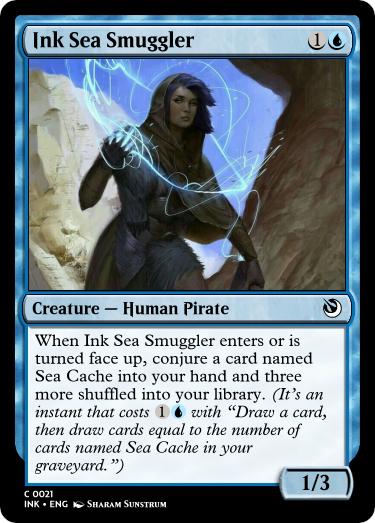 Ink Sea Smuggler 1
Creature — Human Pirate
When Ink Sea Smuggler enters or is
turned face up, conjure a card named
Sea Cache into your hand and three
more shuffled into your library. (It's an
instant that costs 1 with “Draw a card,
then draw cards equal to the number of
cards named Sea Cache in your
graveyard.”)
1/3
C 0021
INK • ENG Sharam Sunstrum